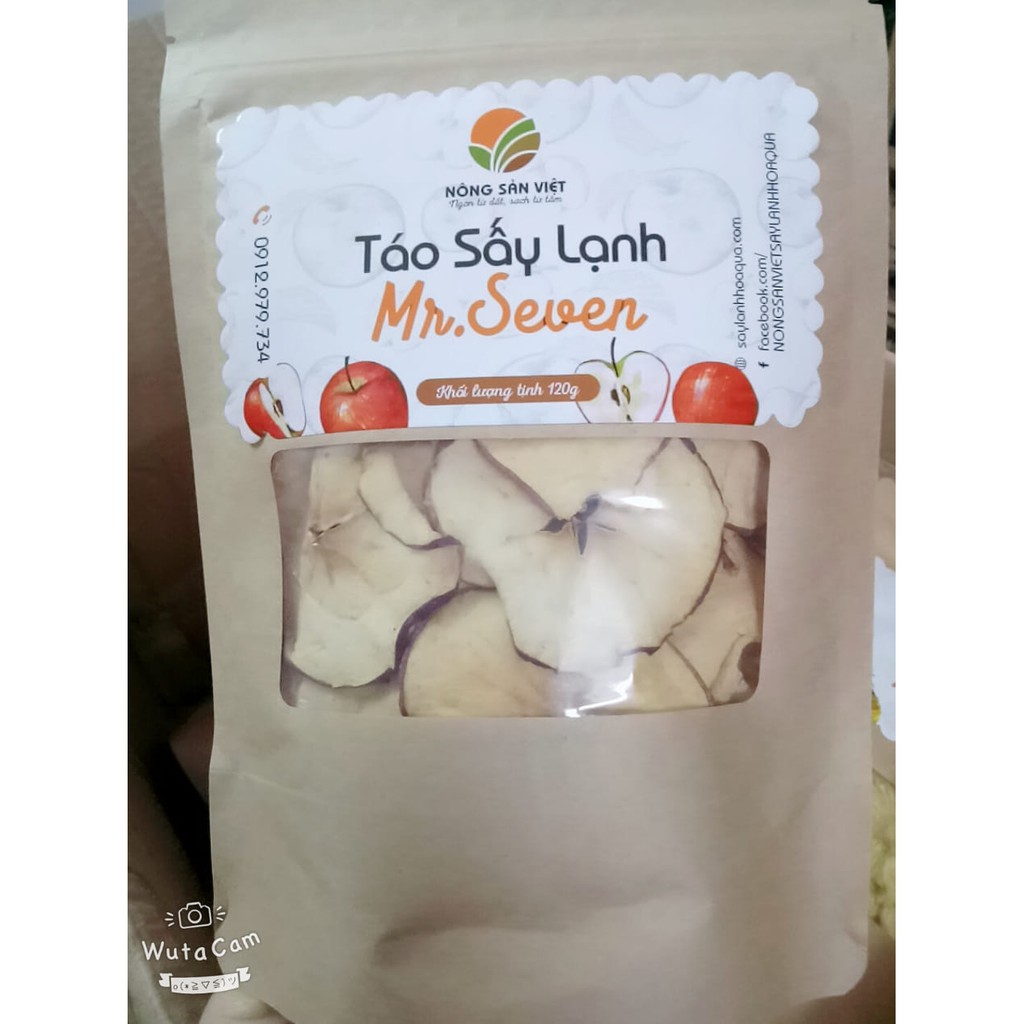 NÔNG SẢN VIỆT
Ngon từ đất, sạch từ tâm
Táo Sấy Lạnh
Mr.Seven
Khối lượng tịnh 120g
0912.979.734
saylanhhoaqua.com
facebook.com/
NONGSANVIETSAYLANHHOAQUA
WutaCam
o(*≧▽≦)ツ